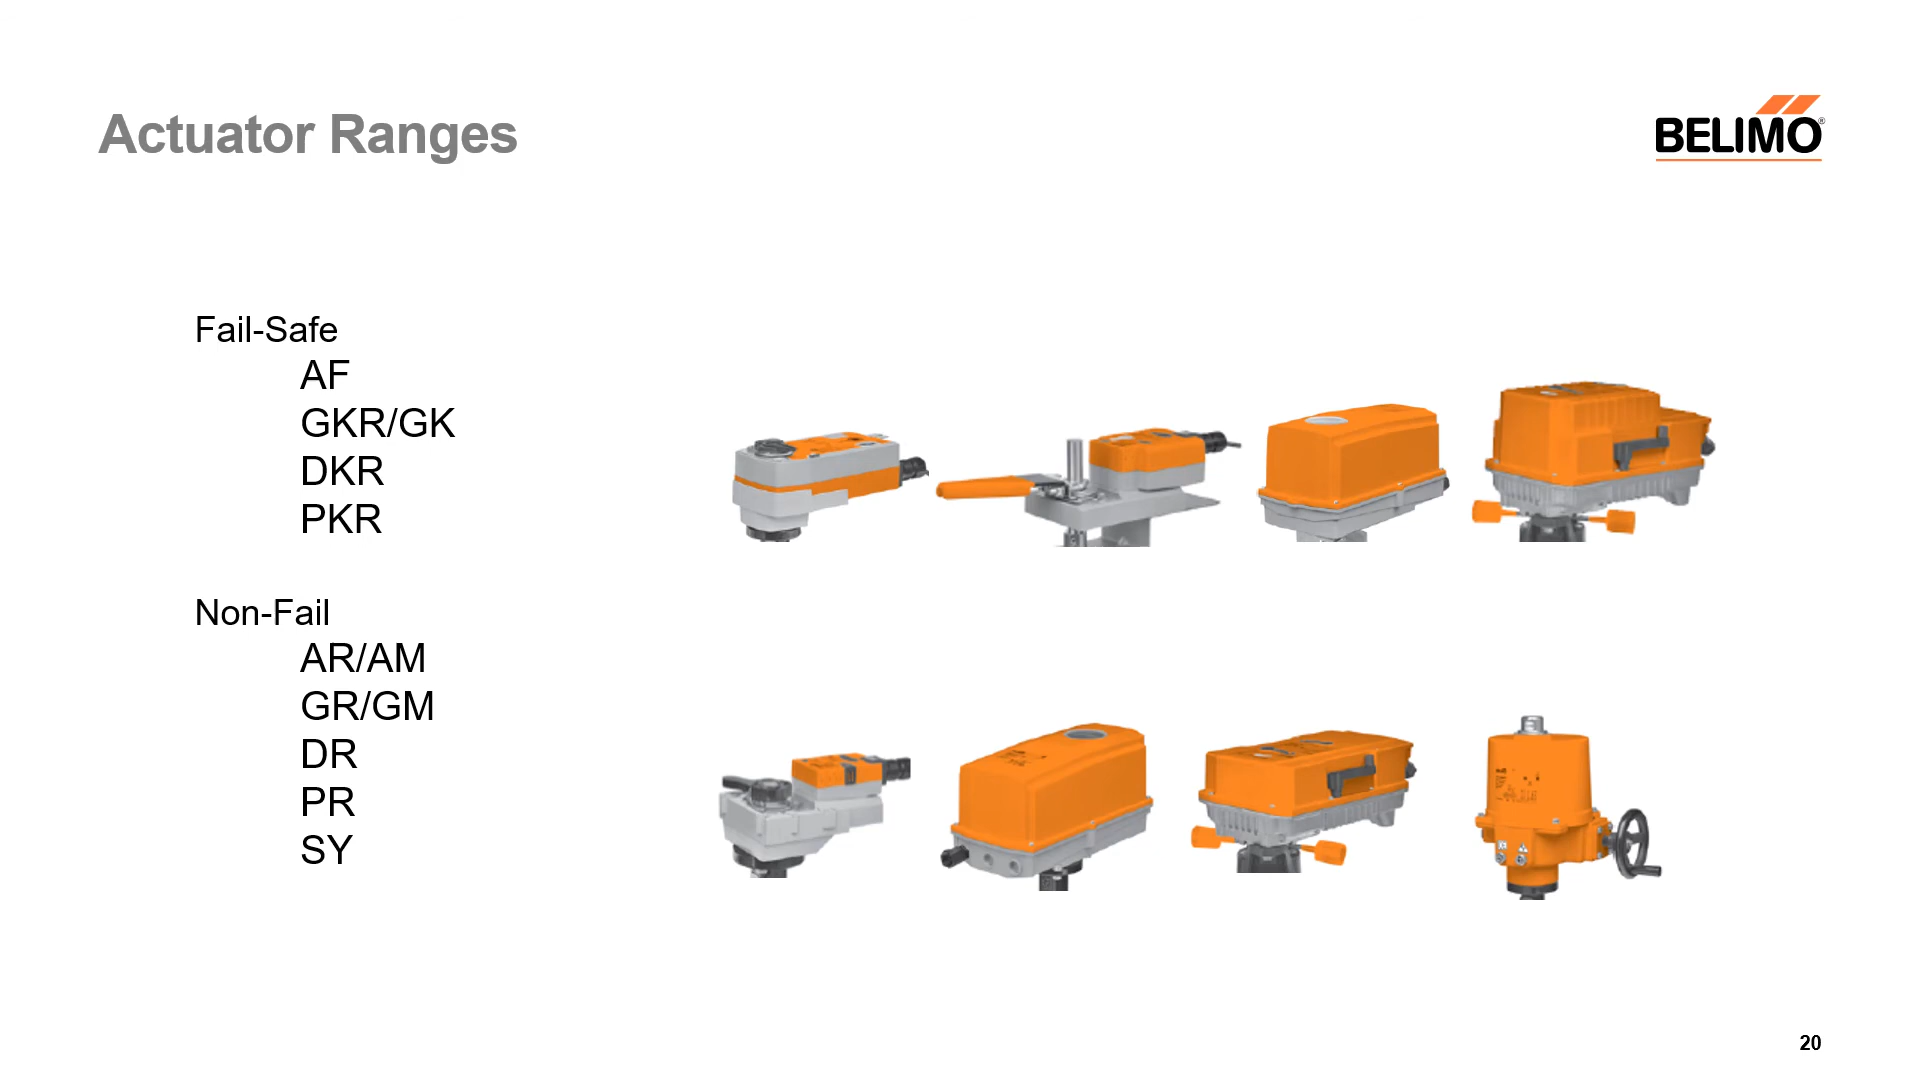 Actuator Ranges
BELIMO®
Fail-Safe
AF
GKR/GK
DKR
PKR
Non-Fail
AR/AM
GR/GM
DR
PR
SY
20